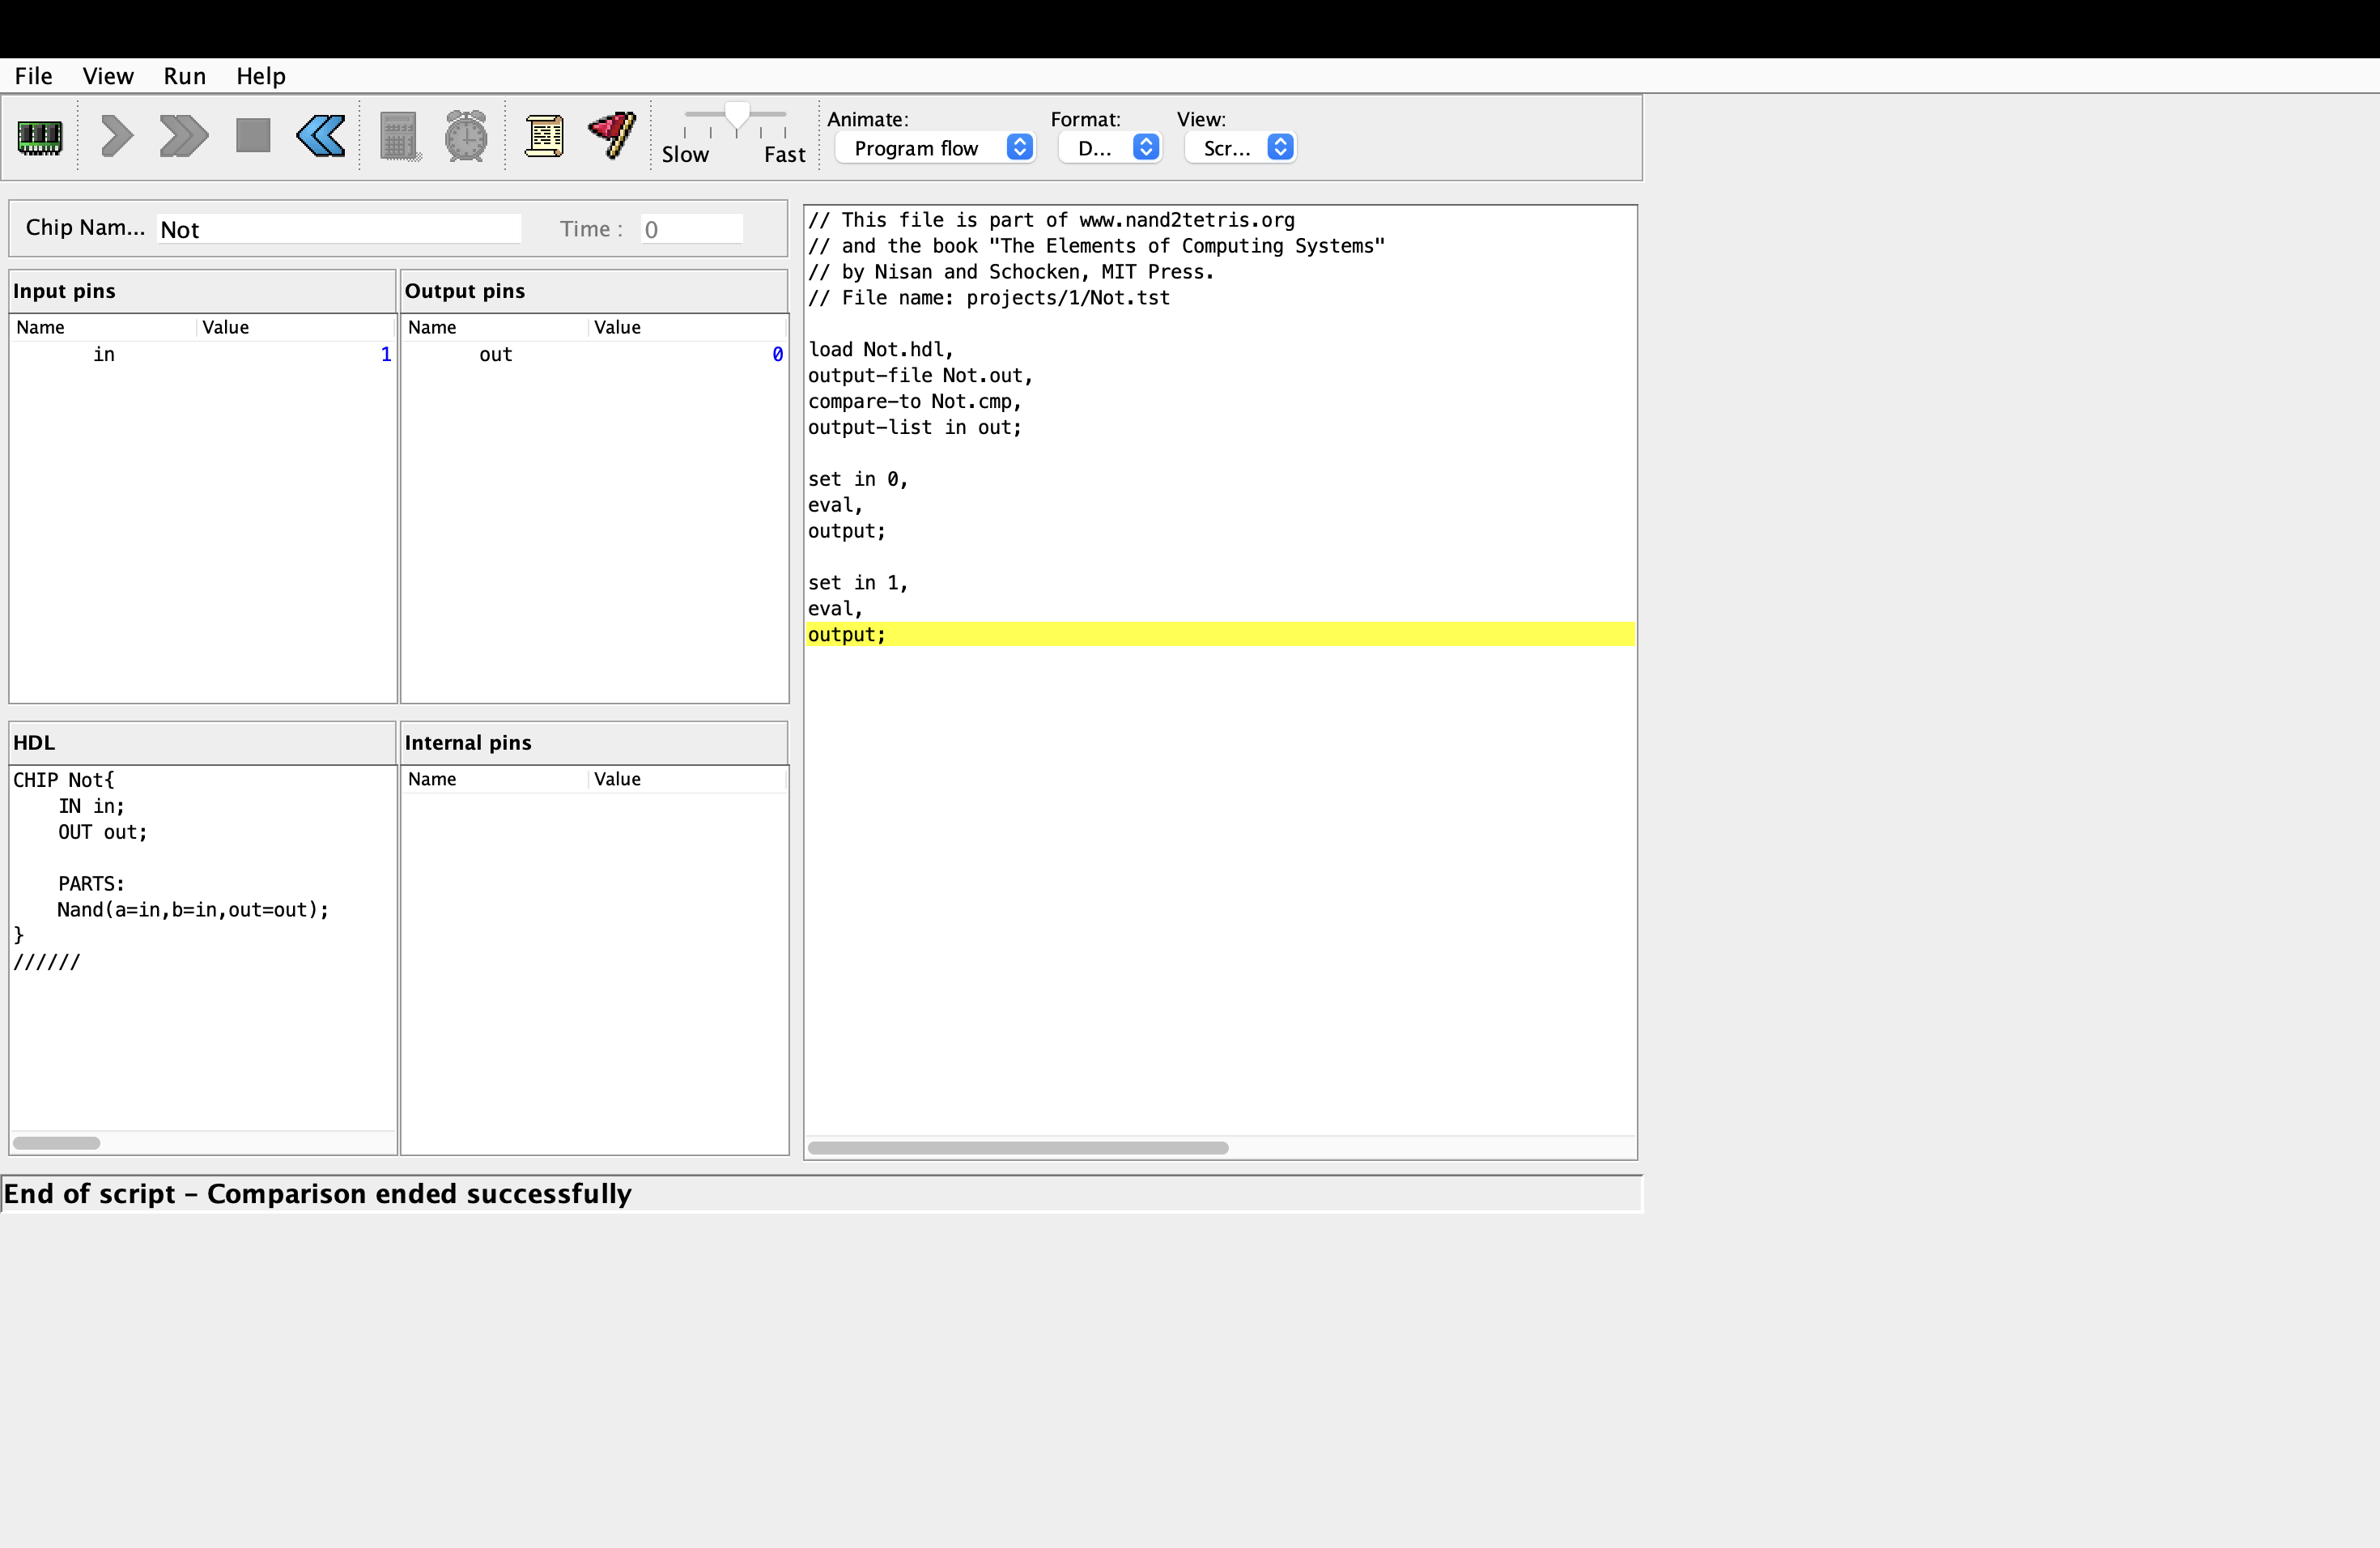 File View Run Help
Animate: Format: View:
Slow Fast Program flow D... Scr...
Chip Nam... Not Time : 0
Input pins Output pins
Name Value Name Value
in 1 out 0
HDL Internal pins
Name Value
CHIP Not{
IN in;
OUT out;
PARTS:
Nand(a=in,b=in,out=out);
}
//////
// This file is part of www.nand2tetris.org
// and the book "The Elements of Computing Systems"
// by Nisan and Schocken, MIT Press.
// File name: projects/1/Not.tst
load Not.hdl,
output-file Not.out,
compare-to Not.cmp,
output-list in out;
set in 0,
eval,
output;
set in 1,
eval,
output;
End of script – Comparison ended successfully